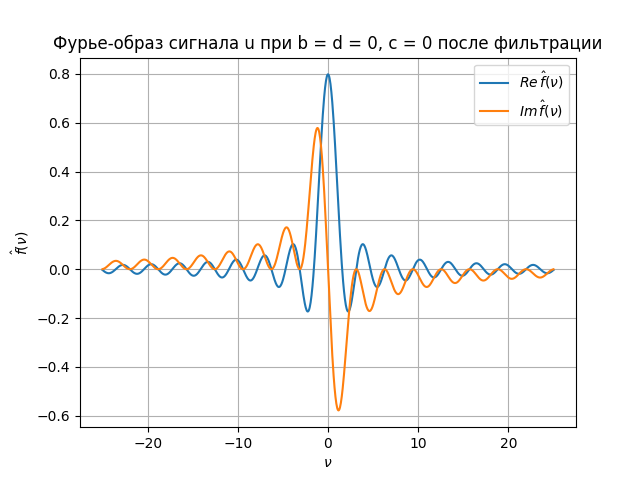 Фурье-образ сигнала u при b = d = 0, c = 0 после фильтрации
Re f̂(ν)
Im f̂(ν)
f̂(ν)
0.8
0.6
0.4
0.2
0.0
−0.2
−0.4
−0.6
−20
−10
0
10
20
ν